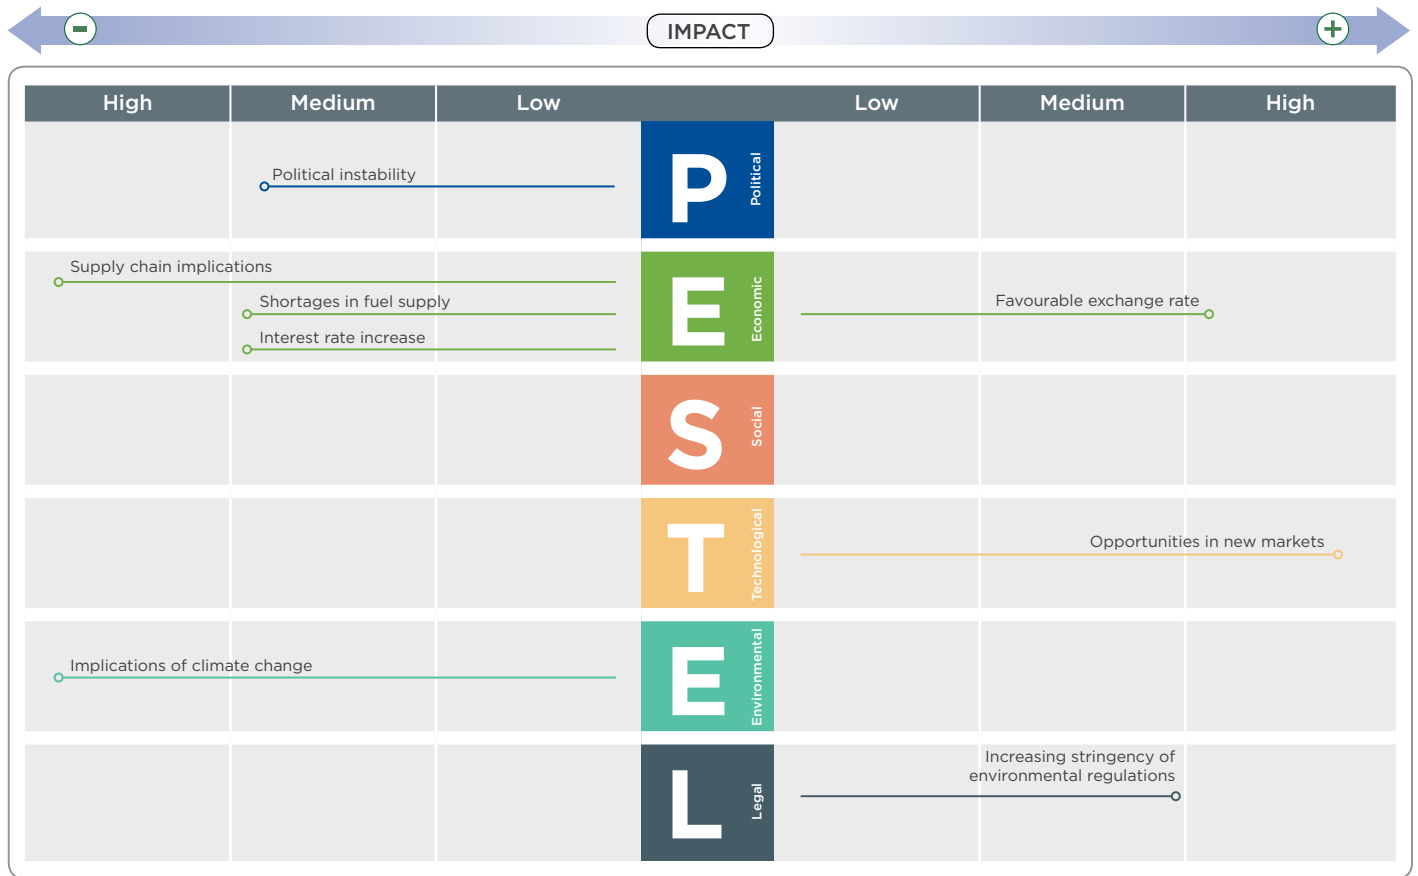 IMPACT
High Medium Low Low Medium High
Political instability
P
Political
Supply chain implications
Shortages in fuel supply
Interest rate increase
E
Economic
Favourable exchange rate
S
Social
T
Technological
Opportunities in new markets
Implications of climate change
E
Environmental
L
Legal
Increasing stringency of
environmental regulations